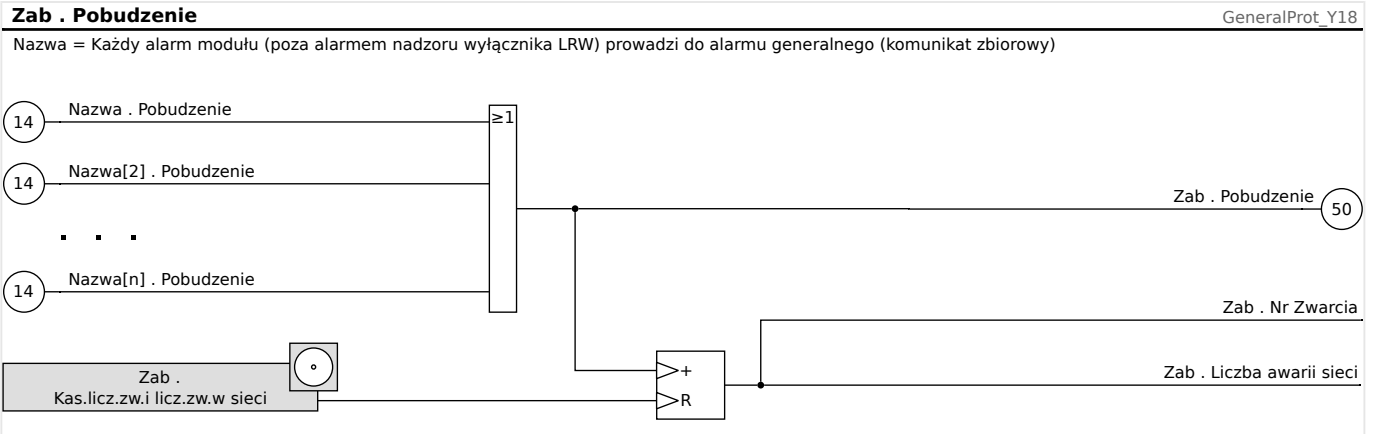 Zab . Pobudzenie
GeneralProt_Y18
Nazwa = Każdy alarm modułu (poza alarmem nadzoru wyłącznika LRW) prowadzi do alarmu generalnego (komunikat zbiorowy)
14
Nazwa . Pobudzenie
≥1
14
Nazwa[2] . Pobudzenie
Zab . Pobudzenie
50
. . .
14
Nazwa[n] . Pobudzenie
Zab . Nr Zwarcia
Zab .
Kas.licz.zw.i licz.zw.w sieci
+
R
Zab . Liczba awarii sieci